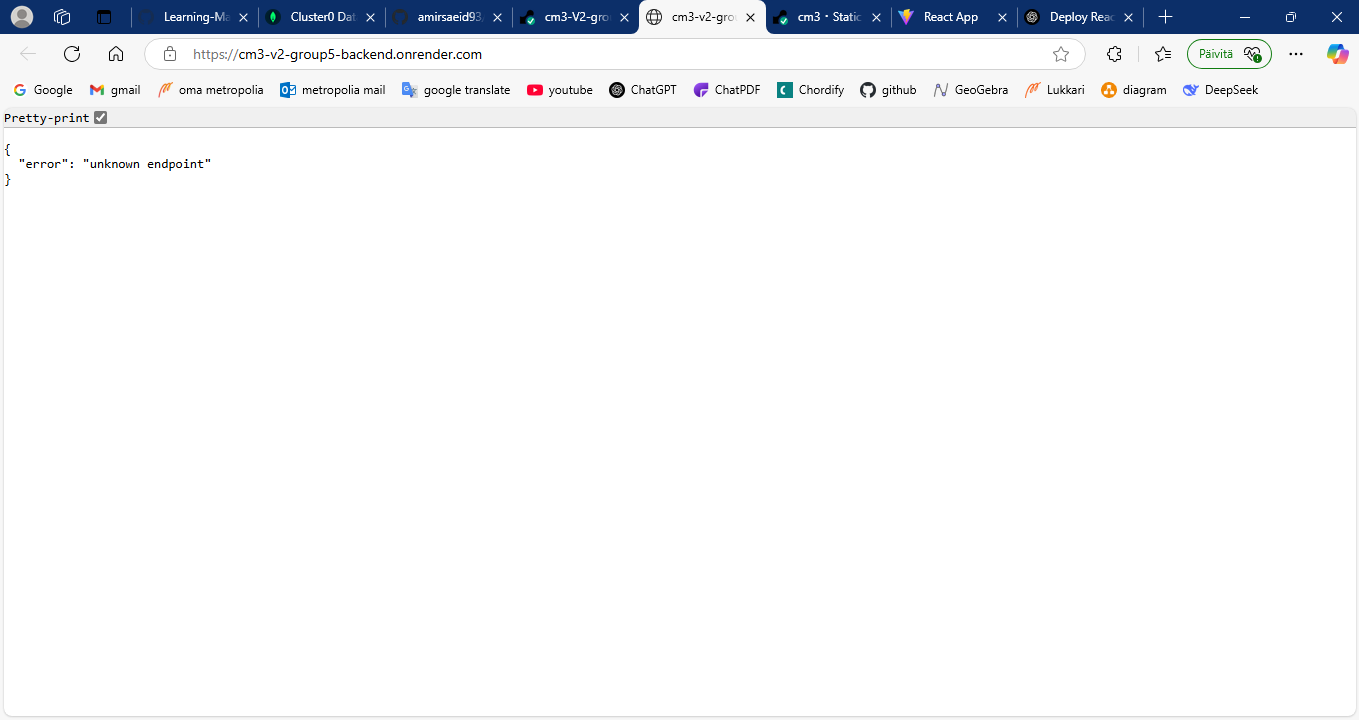 Learning-Ma
Cluster0 Dat
amirsaeid93
cm3-V2-gro
cm3-v2-gro
cm3 · Static
React App
Deploy Reac
https://cm3-v2-group5-backend.onrender.com
Päivitä
Google gmail oma metropolia metropolia mail google translate youtube ChatGPT ChatPDF Chordify github GeoGebra Lukkari diagram DeepSeek
Pretty-print
{
"error": "unknown endpoint"
}